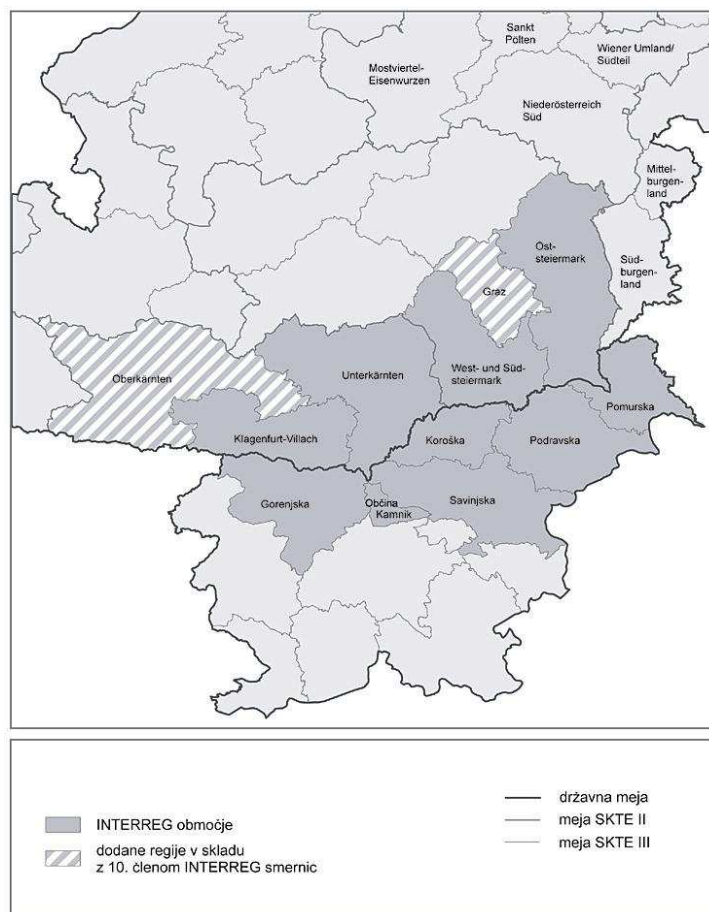 Sankt
Pölten
Wiener Umland/
Südteil
Mostviertel-
Eisenwurzen
Niederösterreich
Süd
Mittel-
burgen-
land
Ost-
steiermark
Süd-
burgen-
land
Graz
Oberkärnten
Unterkärnten
West- und Süd-
steiermark
Pomurska
Klagenfurt-Villach
Koroška
Podravska
Gorenjska
Občina
Kamnik
Savinjska
INTERREG območje
dodane regije v skladu
z 10. členom INTERREG smernic
državna meja
meja SKTE II
meja SKTE III